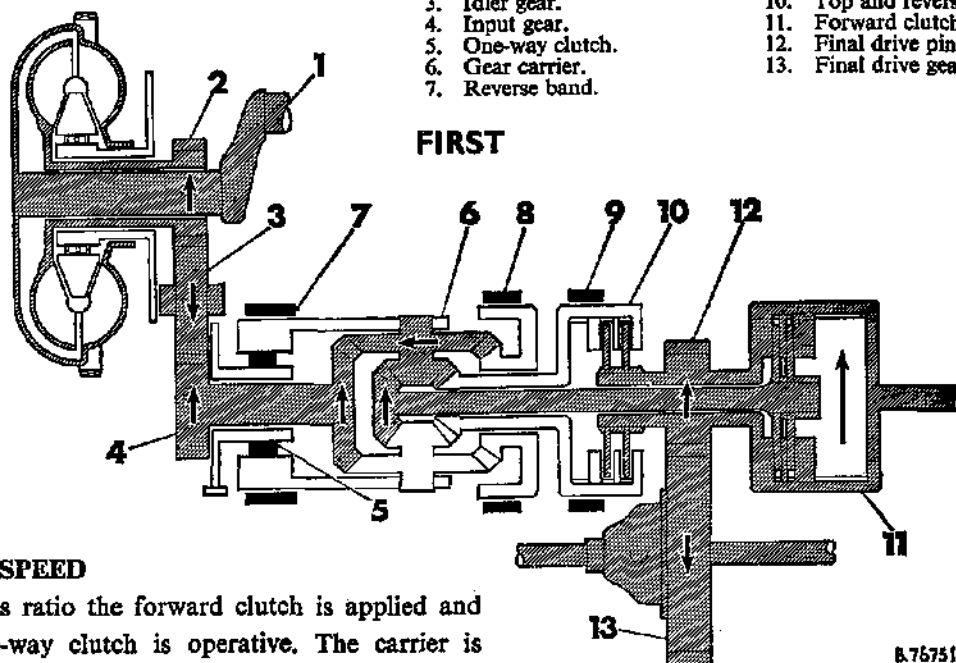 3. Idler gear.
4. Input gear.
5. One-way clutch.
6. Gear carrier.
7. Reverse band.
10. Top and revers
11. Forward clutch
12. Final drive pin
13. Final drive gea
FIRST
1
2
3
7
6
8
9
10
12
4
5
11
13
SPEED
s ratio the forward clutch is applied and
-way clutch is operative. The carrier is
B.7675